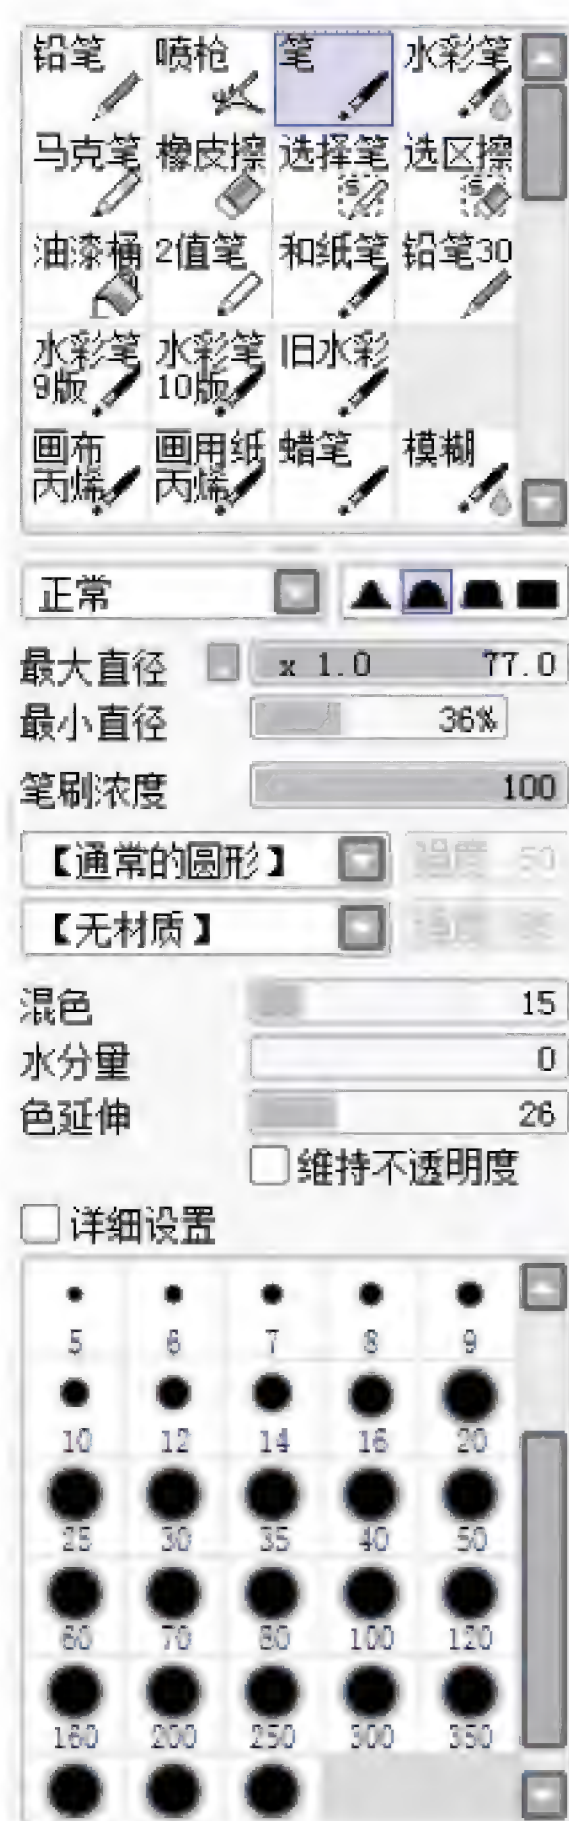 铅笔 喷枪 笔 水彩笔
马克笔 橡皮擦 选择笔 选区擦
油漆桶 2值笔 和纸笔 铅笔30
水彩笔 水彩笔 旧水彩
9版 10版
画布 画用纸 蜡笔 模糊
丙烯 丙烯
正常
最大直径 x 1.0 77.0
最小直径 36%
笔刷浓度 100
【通常的圆形】 强度 50
【无材质】 强度
混色 15
水分量 0
色延伸 26
维持不透明度
详细设置
5 6 7 8 9
10 12 14 16 20
25 30 35 40 50
60 70 80 100 120
160 200 250 300 350